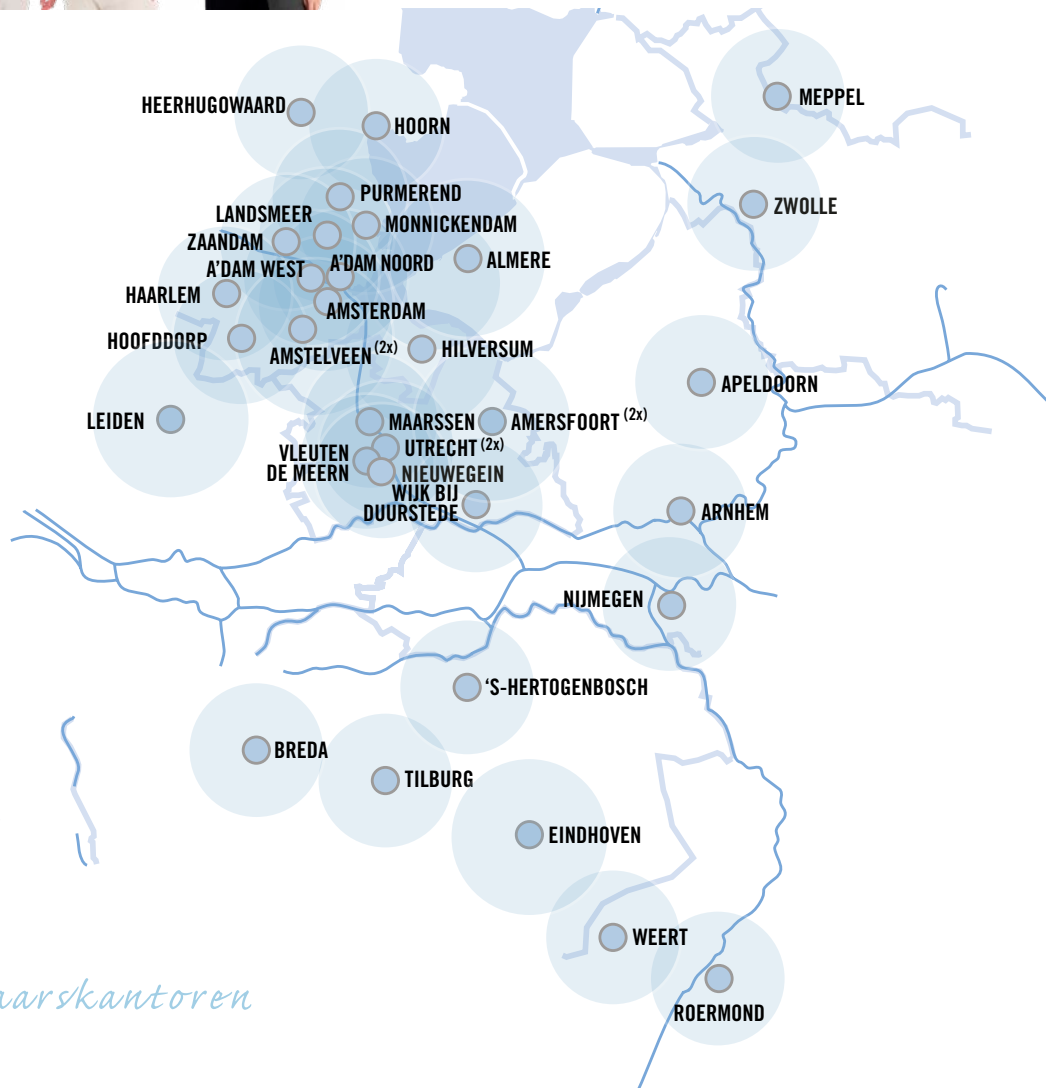 HEERHUGOWAARD
HOORN
MEPPEL
PURMEREND
ZWOLLE
LANDSMEER
MONNICKENDAM
ZAANDAM
A'DAM WEST
A'DAM NOORD
ALMERE
HAARLEM
AMSTERDAM
HOOFDDORP
AMSTELVEEN (2x)
HILVERSUM
APELDOORN
LEIDEN
MAARSSEN
AMERSFOORT (2x)
UTRECHT (2x)
VLEUTEN
DE MEERN
NIEUWEGEIN
WIJK BIJ
DUURSTEDE
ARNHEM
NIJMEGEN
‘S-HERTOGENBOSCH
BREDA
TILBURG
EINDHOVEN
WEERT
aarskantoren
ROERMOND